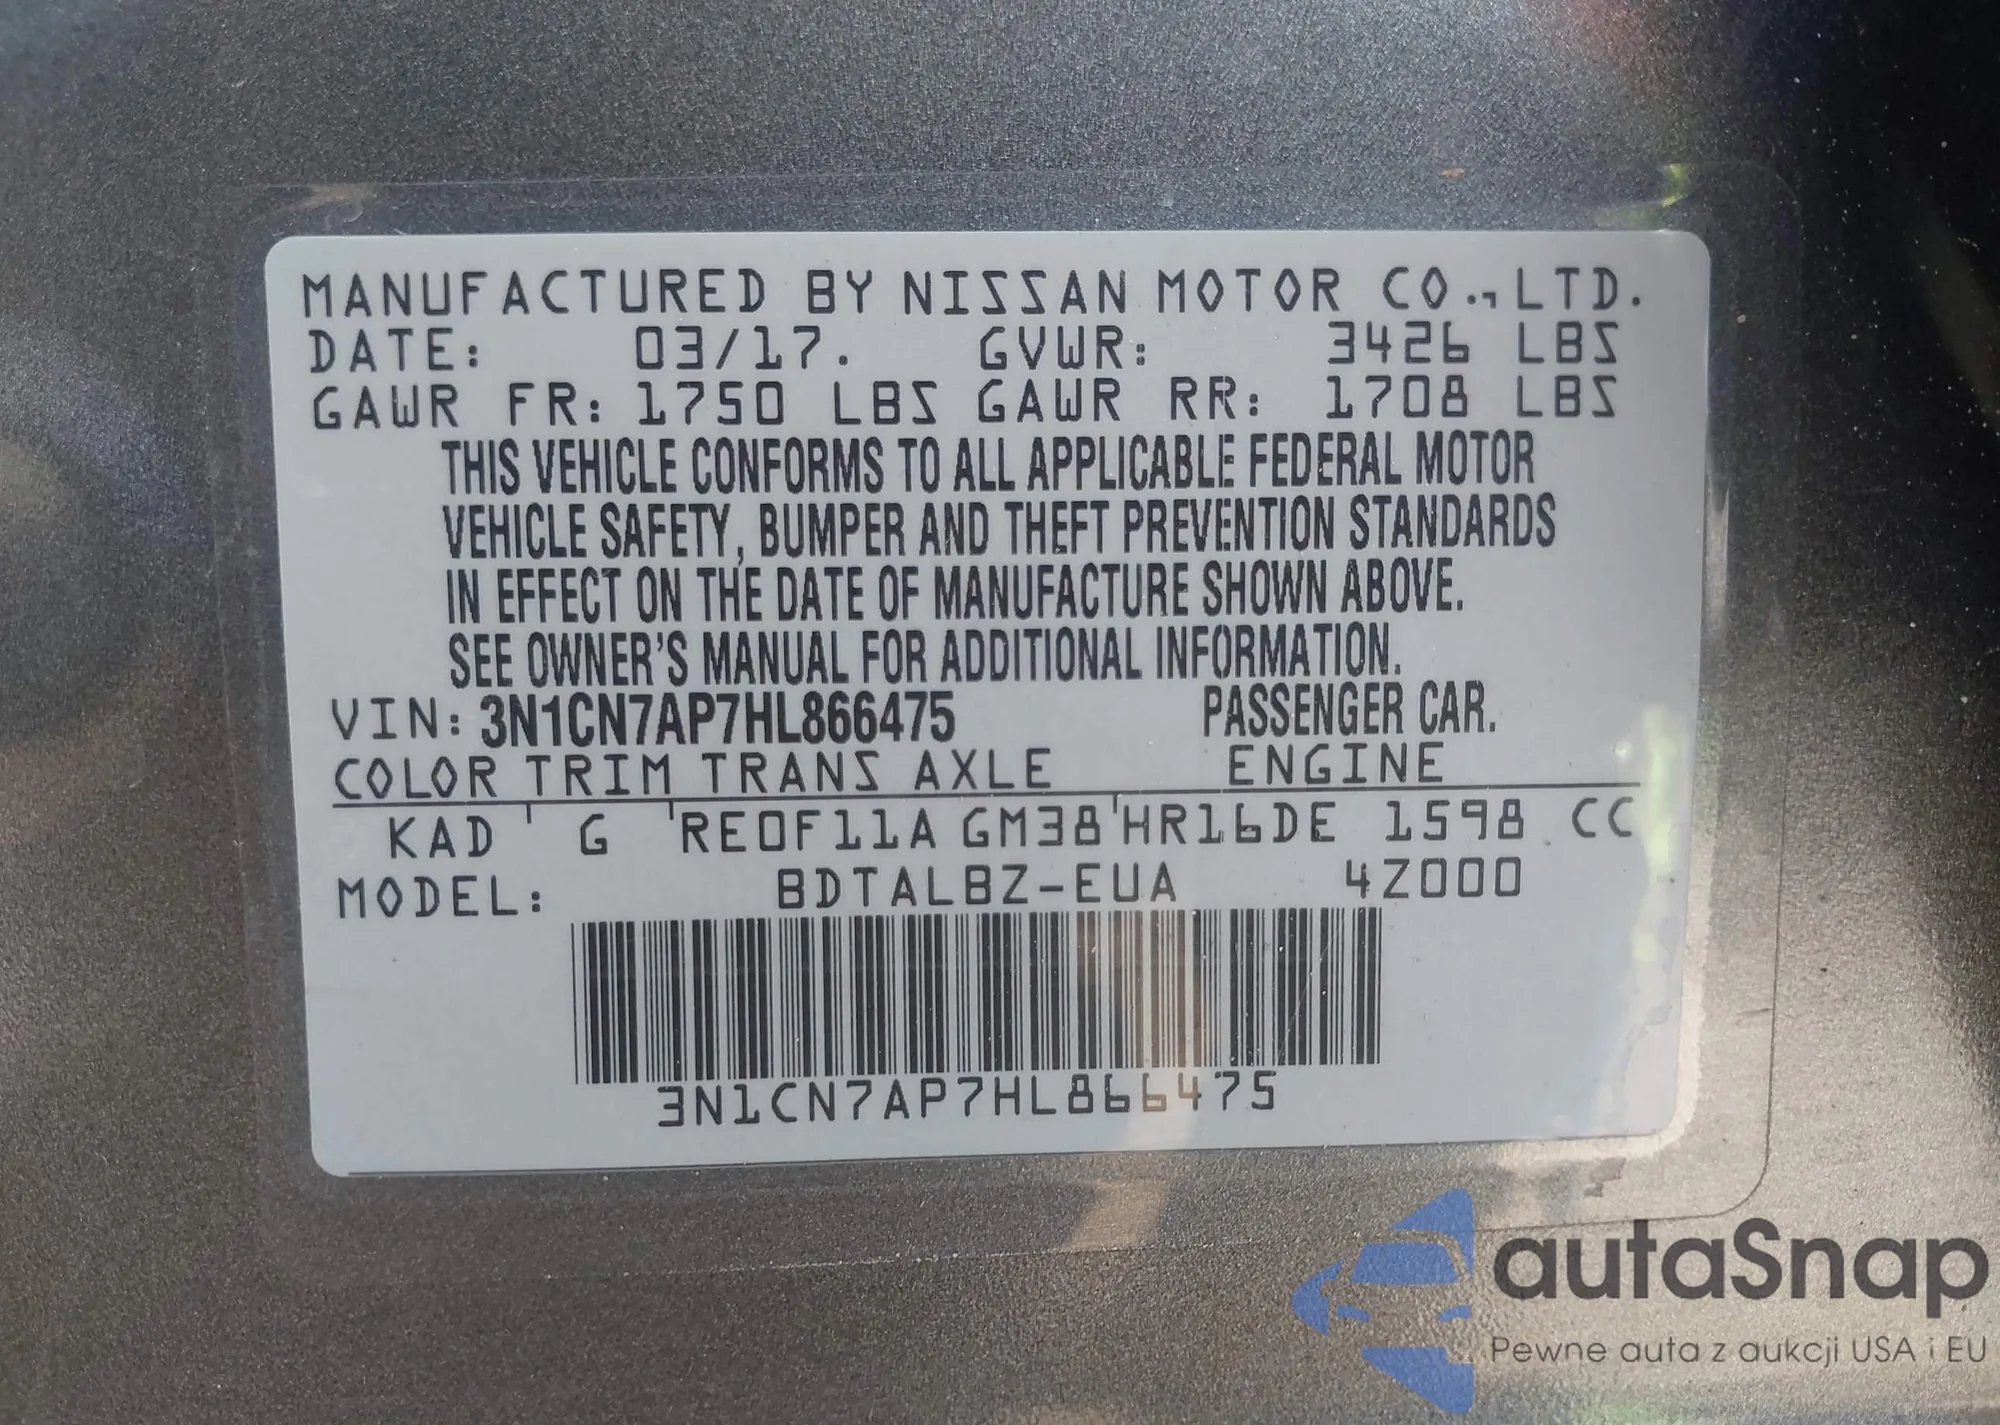 MANUFACTURED BY NISSAN MOTOR CO., LTD.
DATE: 03/17. GVWR: 3426 LBS
GAWR FR: 1750 LBS GAWR RR: 1708 LBS
THIS VEHICLE CONFORMS TO ALL APPLICABLE FEDERAL MOTOR
VEHICLE SAFETY, BUMPER AND THEFT PREVENTION STANDARDS
IN EFFECT ON THE DATE OF MANUFACTURE SHOWN ABOVE.
SEE OWNER'S MANUAL FOR ADDITIONAL INFORMATION.
VIN: 3N1CN7AP7HL866475 PASSENGER CAR.
COLOR TRIM TRANS AXLE ENGINE
KAD G RE0F11A GM38 HR16DE 1598 CC
MODEL: BDTALBZ-EUA 4Z000
3N1CN7AP7HL866475
autaSnap
Pewne auta z aukcji USA i EU